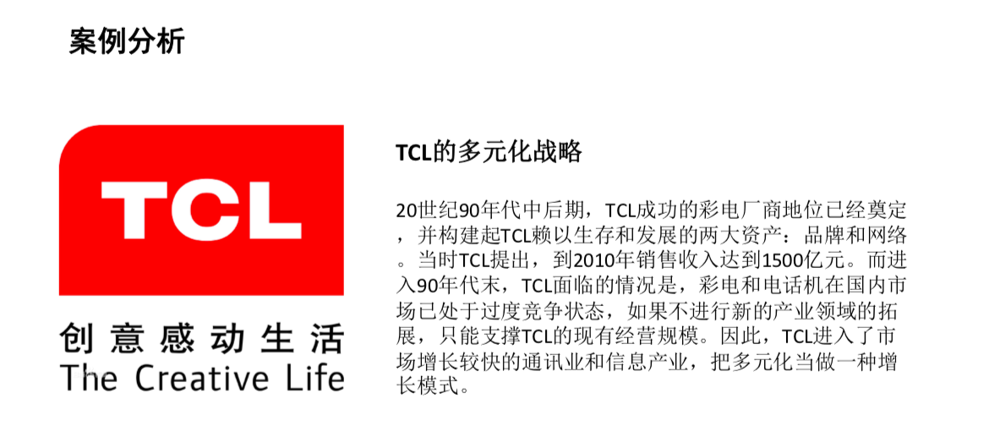 案例分析
TCL
创意感动生活
The Creative Life
TCL的多元化战略
20世纪90年代中后期，TCL成功的彩电厂商地位已经奠定
，并构建起TCL赖以生存和发展的两大资产：品牌和网络
。当时TCL提出，到2010年销售收入达到1500亿元。而进
入90年代末，TCL面临的情况是，彩电和电话机在国内市
场已处于过度竞争状态，如果不进行新的产业领域的拓
展，只能支撑TCL的现有经营规模。因此，TCL进入了市
场增长较快的通讯业和信息产业，把多元化当做一种增
长模式。